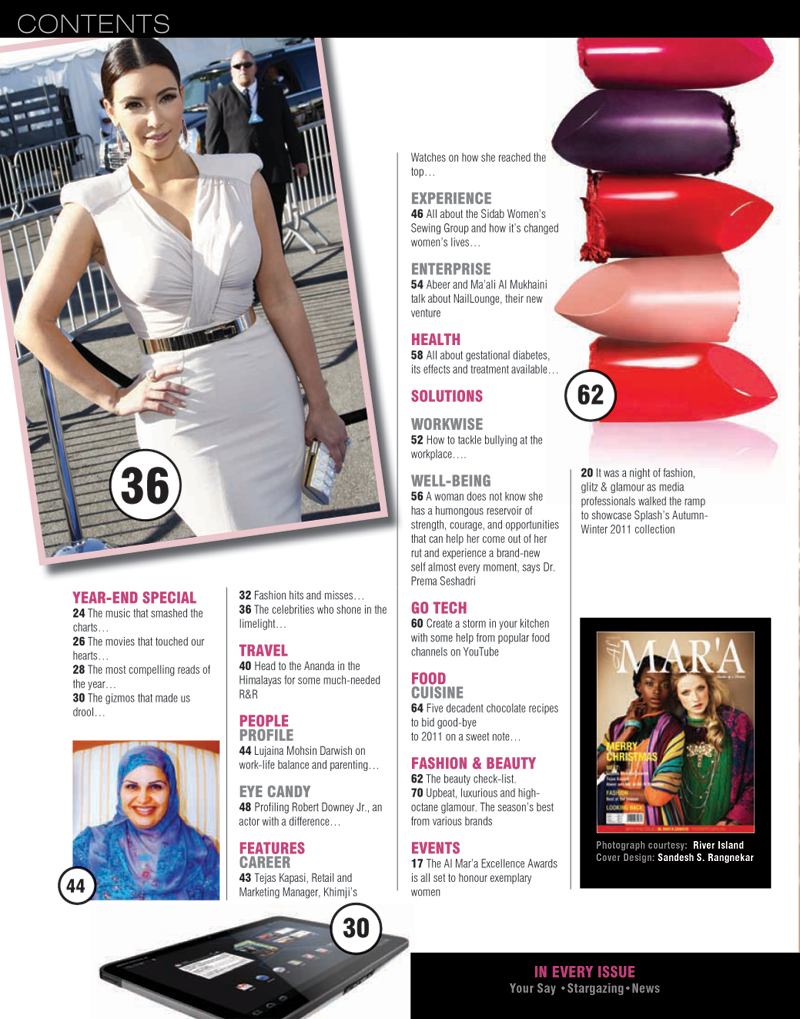 CONTENTS
36
YEAR-END SPECIAL
24 The music that smashed the
charts…
26 The movies that touched our
hearts…
28 The most compelling reads of
the year…
30 The gizmos that made us
drool…
44
32 Fashion hits and misses…
36 The celebrities who shone in the
limelight…
TRAVEL
40 Head to the Ananda in the
Himalayas for some much-needed
R&R
PEOPLE
PROFILE
44 Lujaina Mohsin Darwish on
work-life balance and parenting…
EYE CANDY
48 Profiling Robert Downey Jr., an
actor with a difference…
FEATURES
CAREER
43 Tejas Kapasi, Retail and
Marketing Manager, Khimji's
30
Watches on how she reached the
top…
EXPERIENCE
46 All about the Sidab Women's
Sewing Group and how it's changed
women's lives…
ENTERPRISE
54 Abeer and Ma'ali Al Mukhaini
talk about NailLounge, their new
venture
HEALTH
58 All about gestational diabetes,
its effects and treatment available…
SOLUTIONS
WORKWISE
52 How to tackle bullying at the
workplace….
WELL-BEING
56 A woman does not know she
has a humongous reservoir of
strength, courage, and opportunities
that can help her come out of her
rut and experience a brand-new
self almost every moment, says Dr.
Prema Seshadri
GO TECH
60 Create a storm in your kitchen
with some help from popular food
channels on YouTube
FOOD
CUISINE
64 Five decadent chocolate recipes
to bid good-bye
to 2011 on a sweet note…
FASHION & BEAUTY
62 The beauty check-list.
70 Upbeat, luxurious and high-
octane glamour. The season's best
from various brands
EVENTS
17 The Al Mar'a Excellence Awards
is all set to honour exemplary
women
62
20 It was a night of fashion,
glitz & glamour as media
professionals walked the ramp
to showcase Splash's Autumn-
Winter 2011 collection
Al MAR'A
MERRY
CHRISTMAS
FASHION
LOOKING BACK
Photograph courtesy: River Island
Cover Design: Sandesh S. Rangnekar
IN EVERY ISSUE
Your Say •Stargazing•News